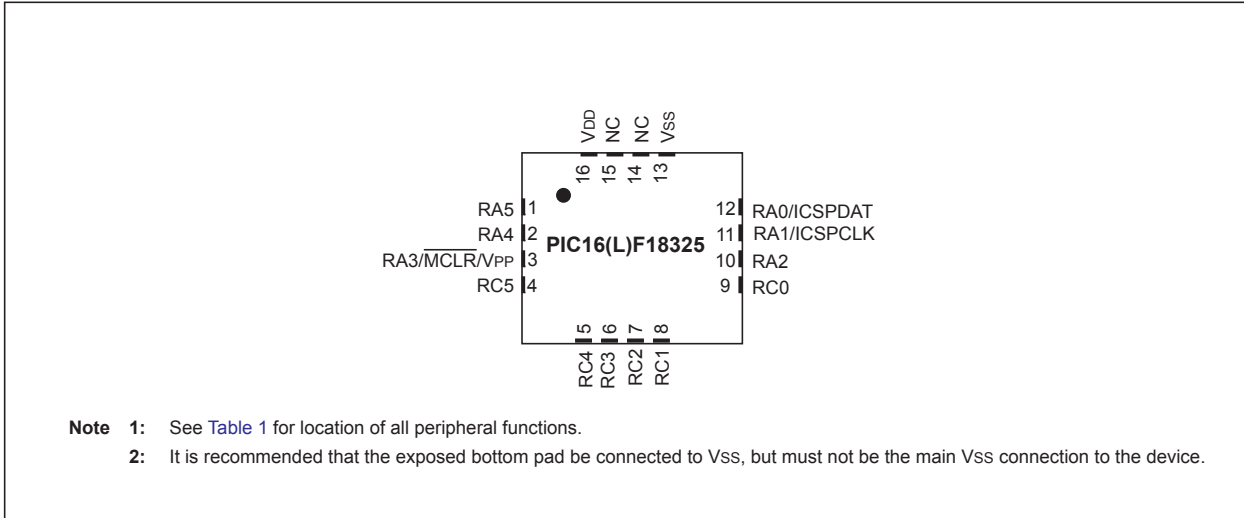 VDD
NC
NC
VSS
16
15
14
13
RA5 1
RA4 2
RA3/MCLR/VPP 3
RC5 4
PIC16(L)F18325
12 RA0/ICSPDAT
11 RA1/ICSPCLK
10 RA2
9 RC0
5
6
7
8
RC4
RC3
RC2
RC1
Note 1: See Table 1 for location of all peripheral functions.
2: It is recommended that the exposed bottom pad be connected to VSS, but must not be the main VSS connection to the device.